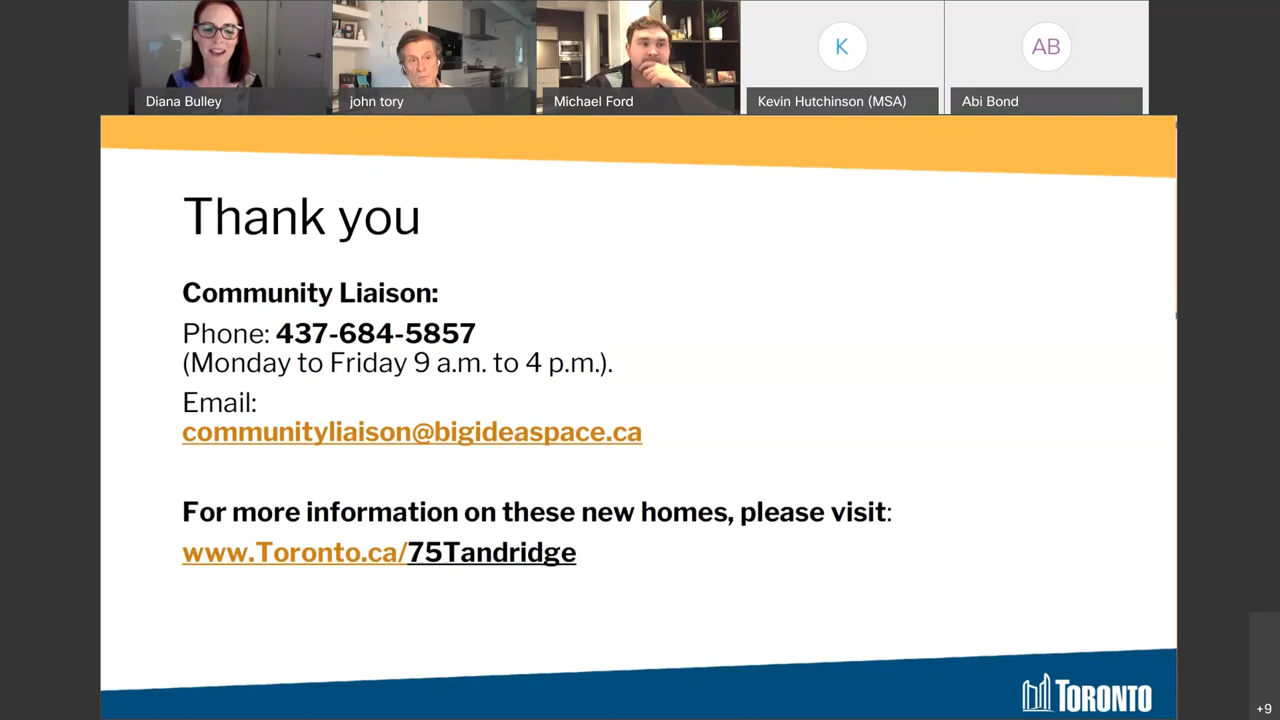 Diana Bulley
john tory
Michael Ford
K
Kevin Hutchinson (MSA)
AB
Abi Bond
Thank you
Community Liaison:
Phone: 437-684-5857
(Monday to Friday 9 a.m. to 4 p.m.).
Email:
communityliaison@bigideaspace.ca
For more information on these new homes, please visit:
www.Toronto.ca/75Tandridge
TORONTO
+9